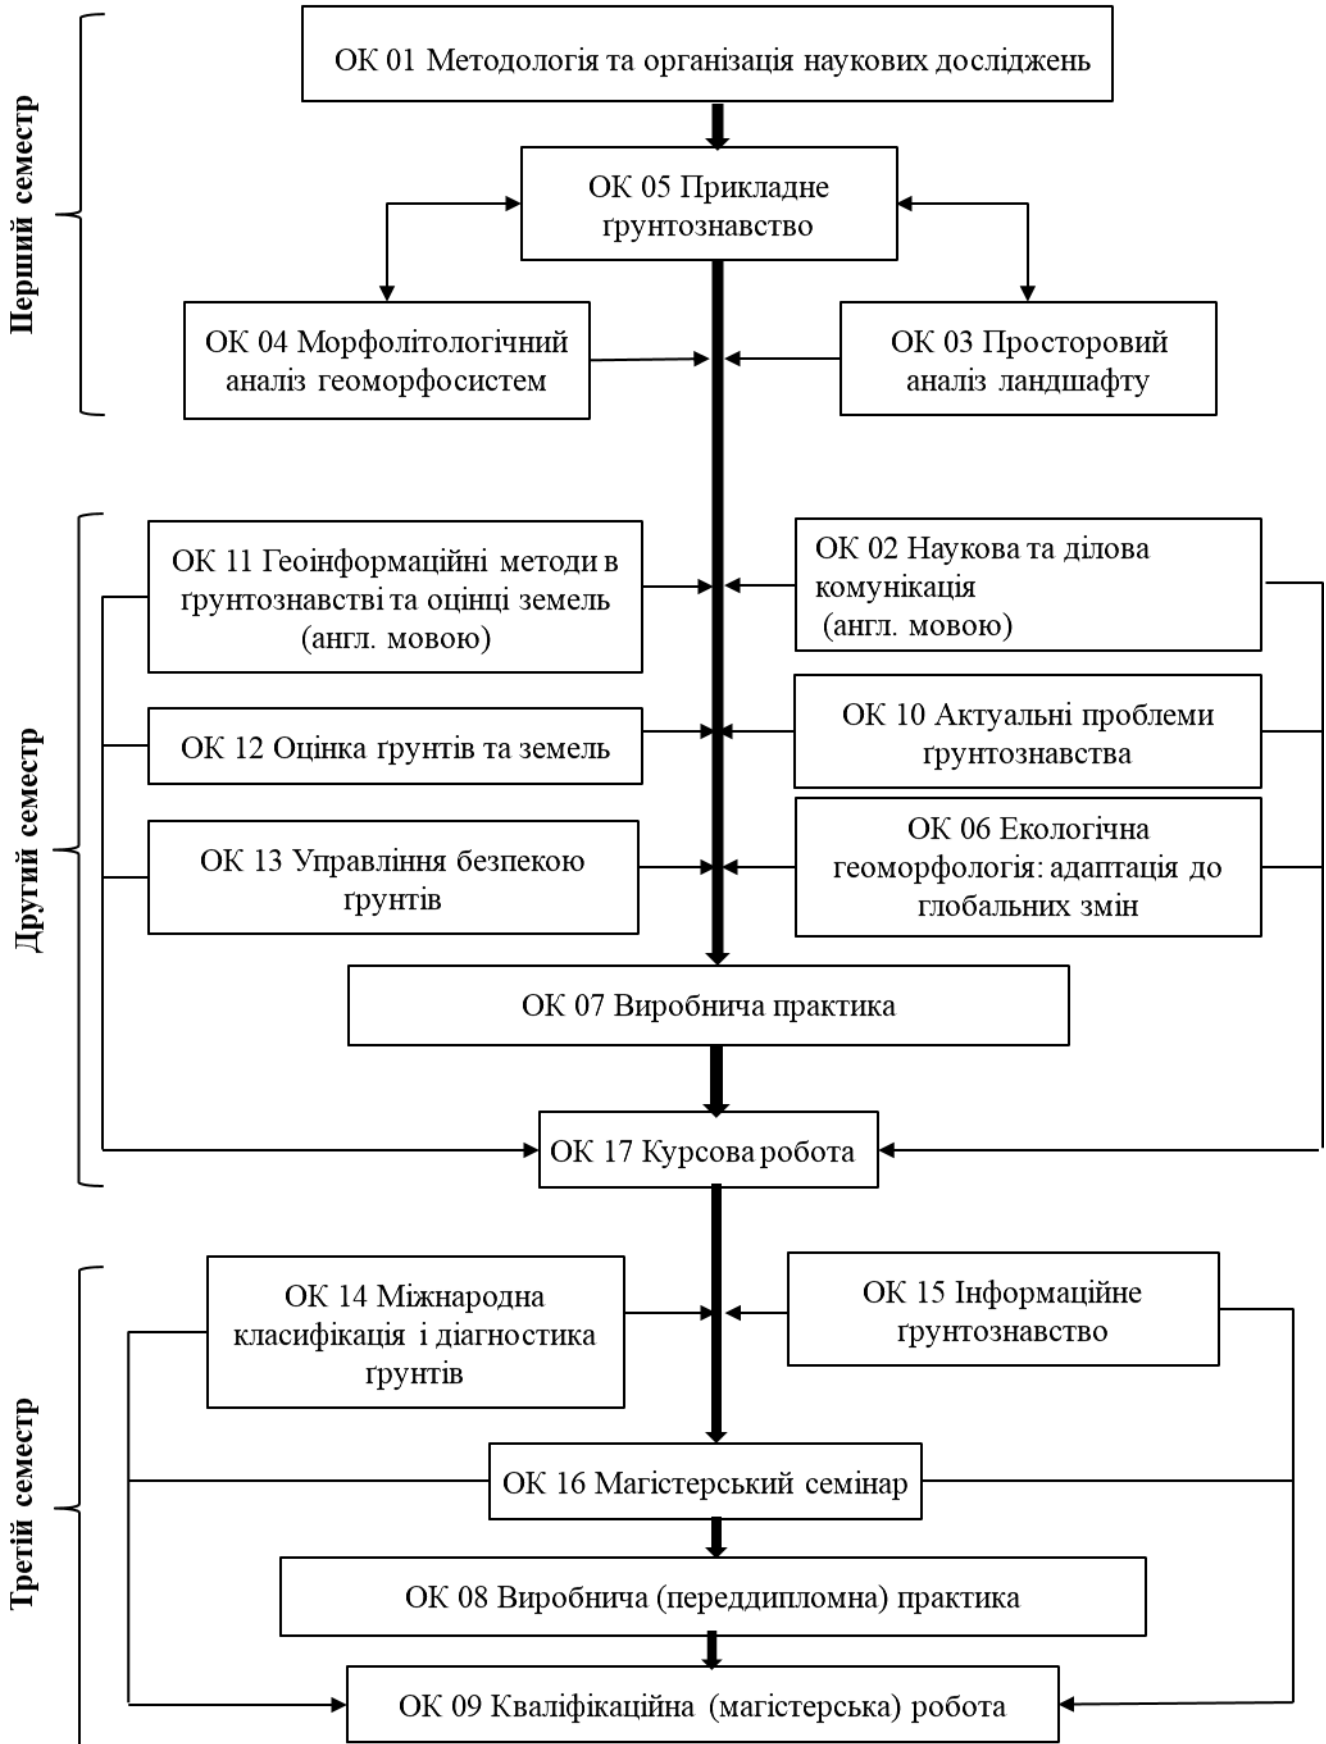 Перший семестр
ОК 01 Методологія та організація наукових досліджень
ОК 05 Прикладне
ґрунтознавство
ОК 04 Морфолітологічний
аналіз геоморфосистем
ОК 03 Просторовий
аналіз ландшафту
Другий семестр
ОК 11 Геоінформаційні методи в
ґрунтознавстві та оцінці земель
(англ. мовою)
ОК 02 Наукова та ділова
комунікація
(англ. мовою)
ОК 12 Оцінка ґрунтів та земель
ОК 10 Актуальні проблеми
ґрунтознавства
ОК 13 Управління безпекою
ґрунтів
ОК 06 Екологічна
геоморфологія: адаптація до
глобальних змін
ОК 07 Виробнича практика
ОК 17 Курсова робота
Третій семестр
ОК 14 Міжнародна
класифікація і діагностика
ґрунтів
ОК 15 Інформаційне
ґрунтознавство
ОК 16 Магістерський семінар
ОК 08 Виробнича (переддипломна) практика
ОК 09 Кваліфікаційна (магістерська) робота